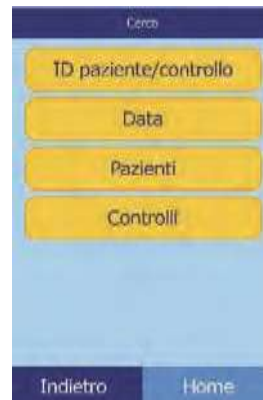 Cerca
ID paziente/controllo
Data
Pazienti
Controlli
Indietro Home